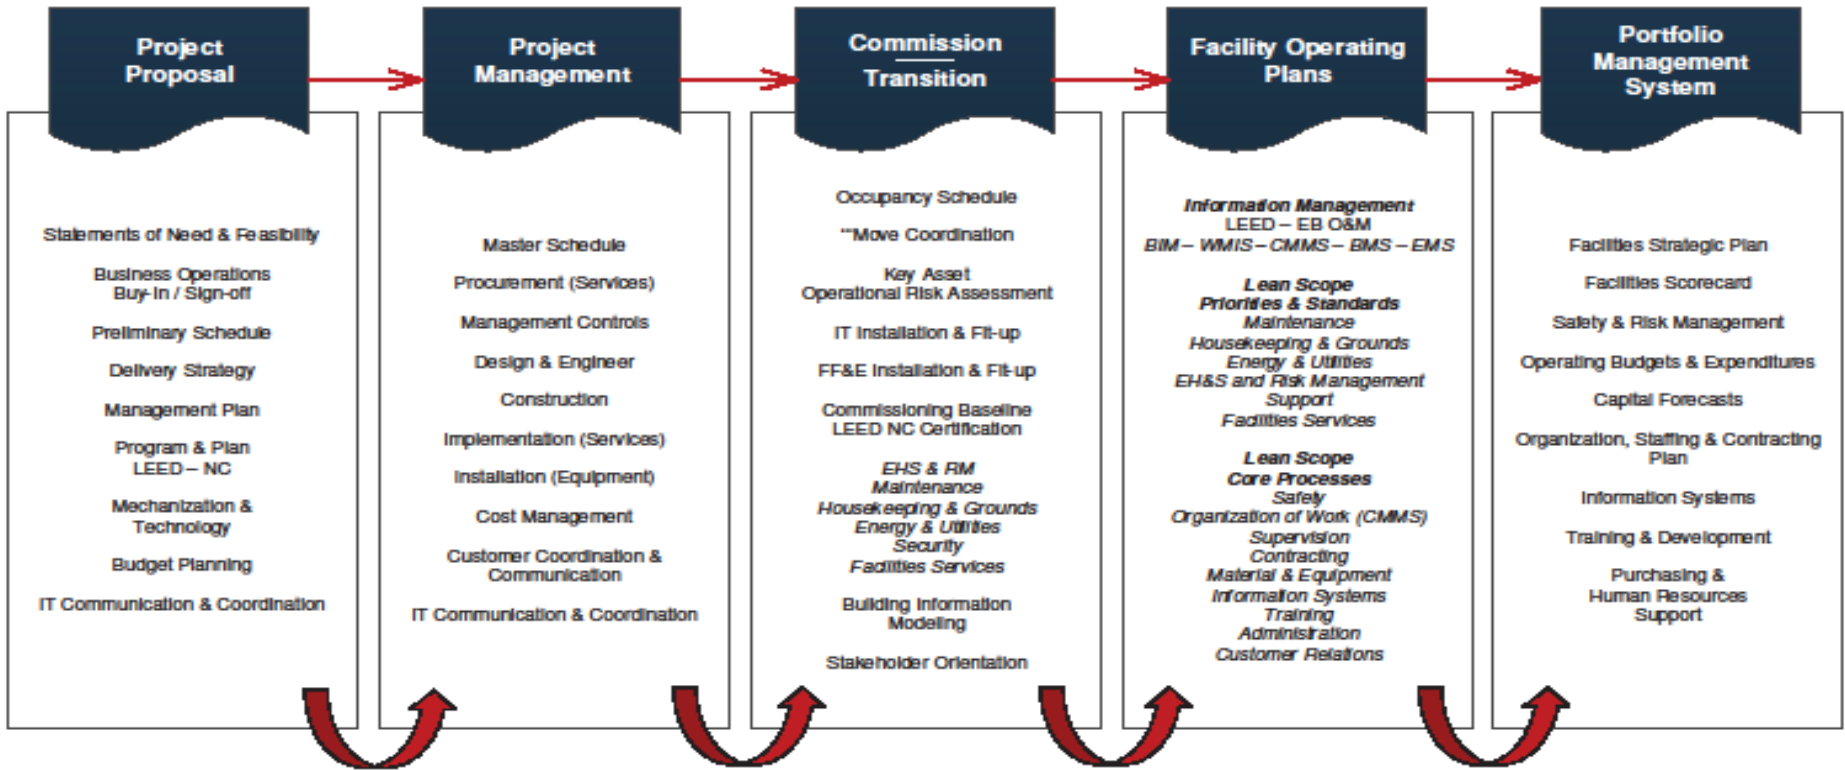 Project
Proposal
Statements of Need & Feasibility
Business Operations
Buy-In / Sign-off
Preliminary Schedule
Delivery Strategy
Management Plan
Program & Plan
LEED – NC
Mechanization &
Technology
Budget Planning
IT Communication & Coordination
Project
Management
Master Schedule
Procurement (Services)
Management Controls
Design & Engineer
Construction
Implementation (Services)
Installation (Equipment)
Cost Management
Customer Coordination &
Communication
IT Communication & Coordination
Commission
Transition
Occupancy Schedule
Move Coordination
Key Asset
Operational Risk Assessment
IT Installation & Fit-up
FF&E Installation & Fit-up
Commissioning Baseline
LEED NC Certification
EHS & RM
Maintenance
Housekeeping & Grounds
Energy & Utilities
Security
Facilities Services
Building Information
Modeling
Stakeholder Orientation
Facility Operating
Plans
Information Management
LEED – EB O&M
BIM – WMIS – CMMS – BMS – EMS
Lean Scope
Priorities & Standards
Maintenance
Housekeeping & Grounds
Energy & Utilities
EH&S and Risk Management
Support
Facilities Services
Lean Scope
Core Processes
Safety
Organization of Work (CMMS)
Supervision
Contracting
Material & Equipment
Information Systems
Training
Administration
Customer Relations
Portfolio
Management
System
Facilities Strategic Plan
Facilities Scorecard
Safety & Risk Management
Operating Budgets & Expenditures
Capital Forecasts
Organization, Staffing & Contracting
Plan
Information Systems
Training & Development
Purchasing &
Human Resources
Support